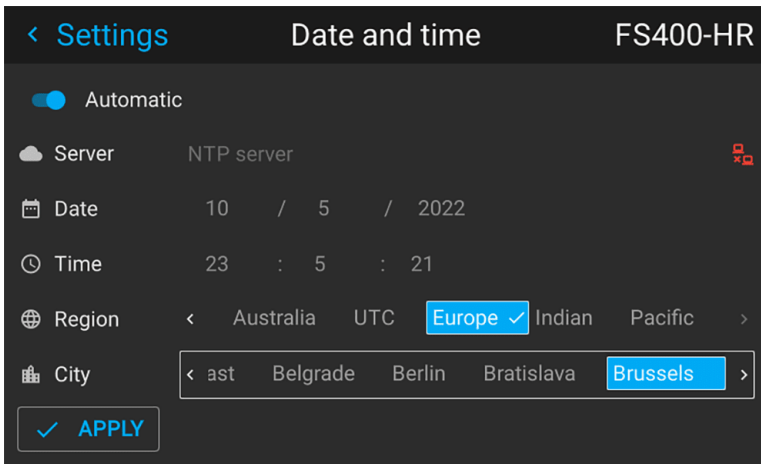 Settings Date and time FS400-HR
Automatic
Server NTP server
Date 10 / 5 / 2022
Time 23 : 5 : 21
Region Australia UTC Europe Indian Pacific
City ast Belgrade Berlin Bratislava Brussels
APPLY